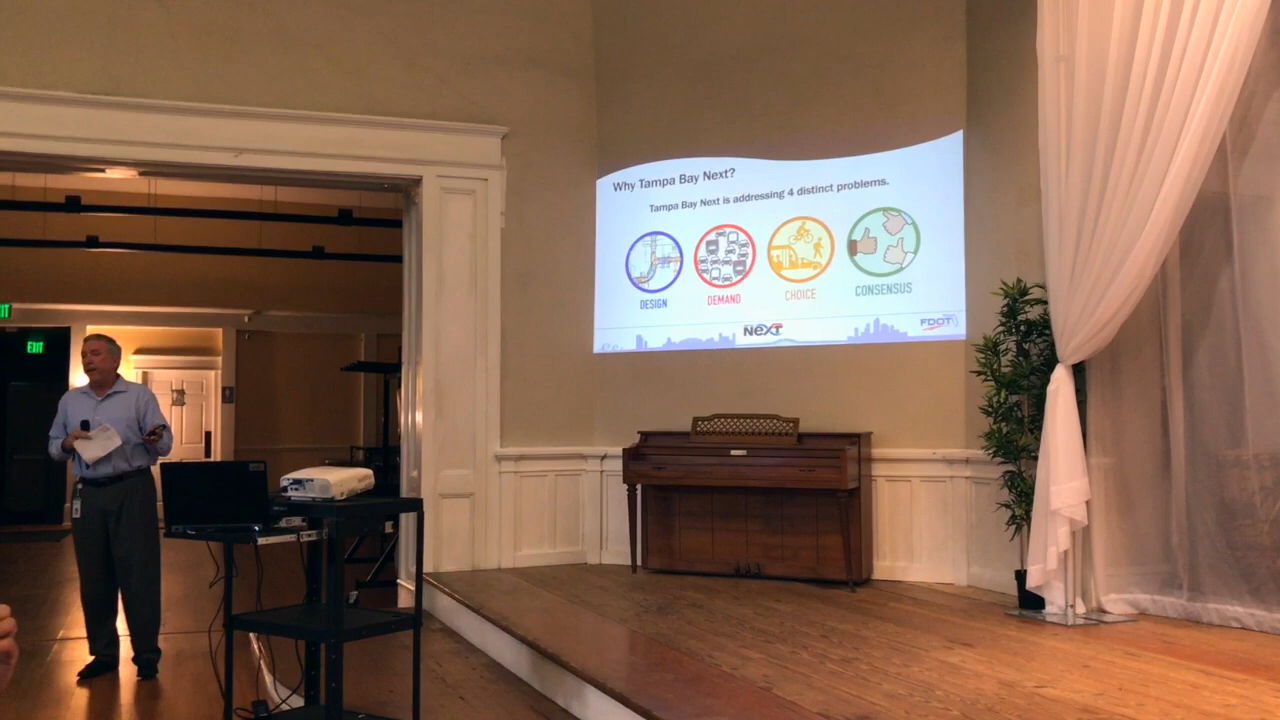 Why Tampa Bay Next?
Tampa Bay Next is addressing 4 distinct problems.
DESIGN
DEMAND
CHOICE
CONSENSUS
NeXT
FDOT
EXIT